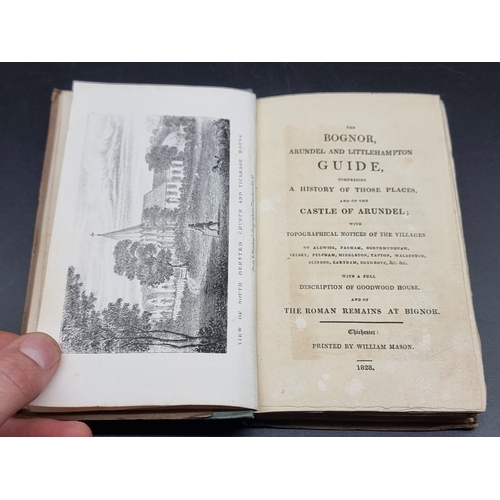 VIEW OF SOUTH BERSTED CHURCH AND VICARAGE HOUSE.
THE
BOGNOR,
ARUNDEL AND LITTLEHAMPTON
GUIDE,
COMPRISING
A HISTORY OF THOSE PLACES,
AND OF THE
CASTLE OF ARUNDEL;
WITH
TOPOGRAPHICAL NOTICES OF THE VILLAGES
OF ALDWICK, PAGHAM, NORTHMUNDHAM,
SELSEY, FELPHAM, MIDDLETON, YAPTON, WALBERTON,
SLINDON, EARTHAM, BOXGROVE, &c. &c.
WITH A FULL
DESCRIPTION OF GOODWOOD HOUSE,
AND OF
THE ROMAN REMAINS AT BIGNOR.
Chichester:
PRINTED BY WILLIAM MASON.
1828.